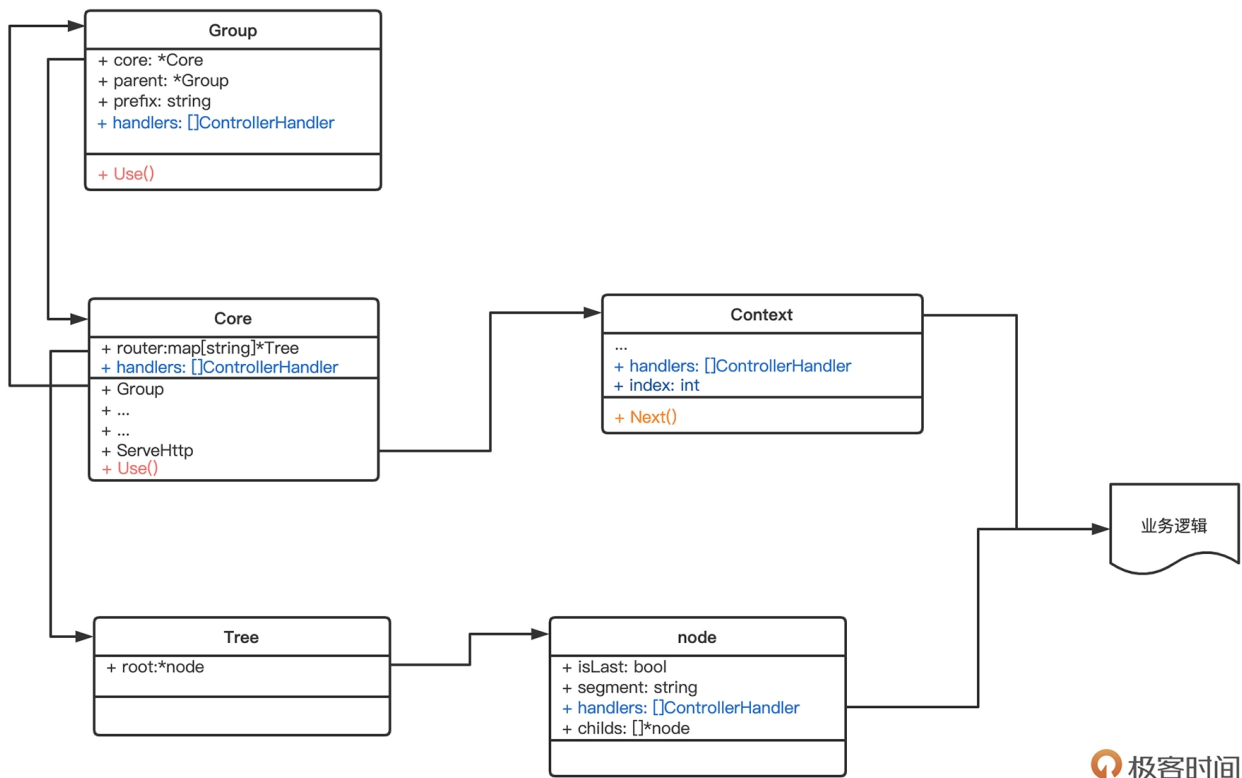 Group
+ core: *Core
+ parent: *Group
+ prefix: string
+ handlers: []ControllerHandler
+ Use()
Core
+ router:map[string]*Tree
+ handlers: []ControllerHandler
+ Group
+ ...
+ ...
+ ServeHttp
+ Use()
Context
...
+ handlers: []ControllerHandler
+ index: int
+ Next()
业务逻辑
Tree
+ root:*node
node
+ isLast: bool
+ segment: string
+ handlers: []ControllerHandler
+ childs: []*node
极客时间